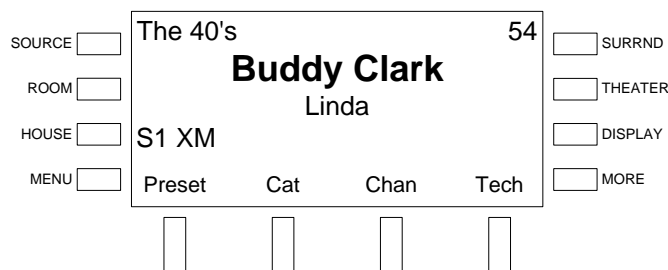 The 40's 54
SOURCE SURRND
Buddy Clark
ROOM THEATER
Linda
HOUSE S1 XM DISPLAY
MENU Preset Cat Chan Tech MORE